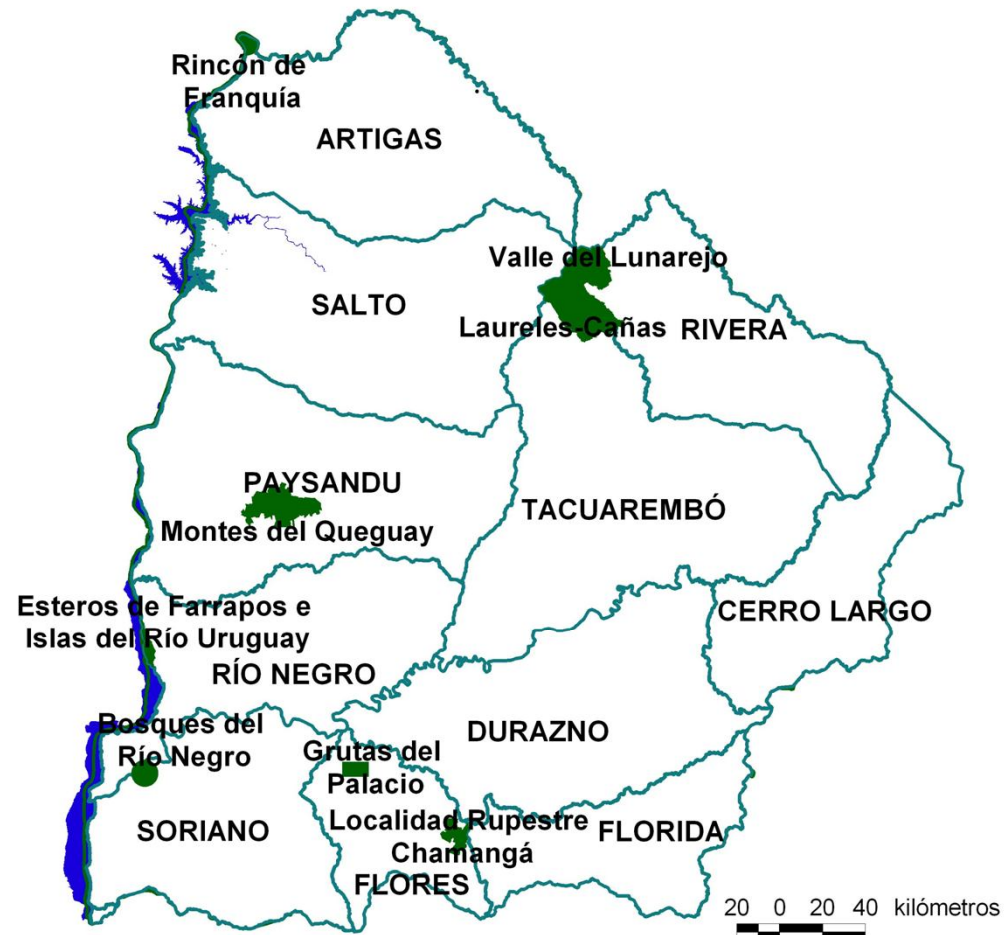 Rincón de
Franquía
ARTIGAS
Valle del Lunarejo
SALTO
Laureles-Cañas
RIVERA
PAYSANDU
Montes del Queguay
TACUAREMBÓ
Esteros de Farrapos e
Islas del Río Uruguay
CERRO LARGO
RÍO NEGRO
Bosques del
Río Negro
DURAZNO
Grutas del
Palacio
SORIANO
Localidad Rupestre
Chamangá
FLORIDA
FLORES
20 0 20 40 kilómetros